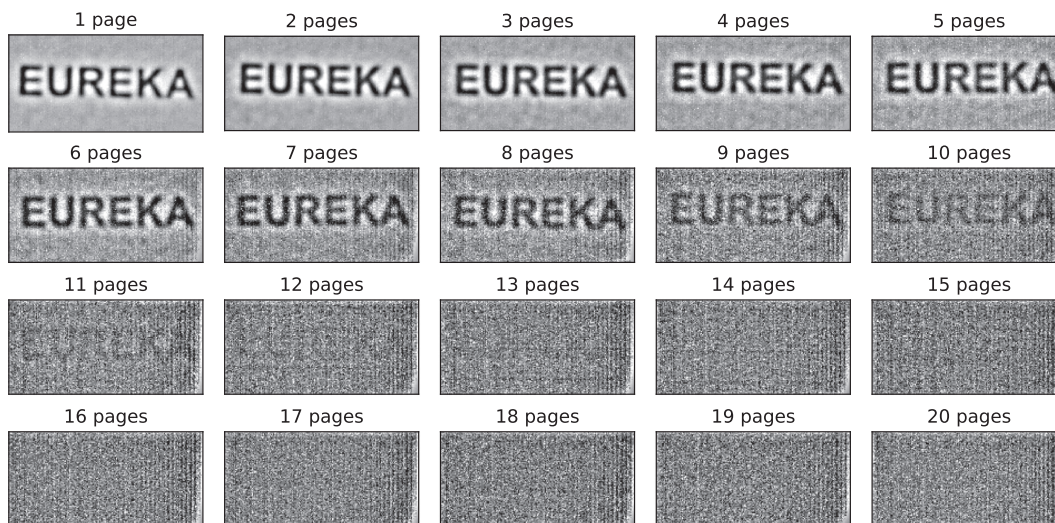 1 page 2 pages 3 pages 4 pages 5 pages
EUREKA EUREKA EUREKA EUREKA EUREKA
6 pages 7 pages 8 pages 9 pages 10 pages
EUREKA EUREKA EUREKA EUREKA EUREKA
11 pages 12 pages 13 pages 14 pages 15 pages
16 pages 17 pages 18 pages 19 pages 20 pages